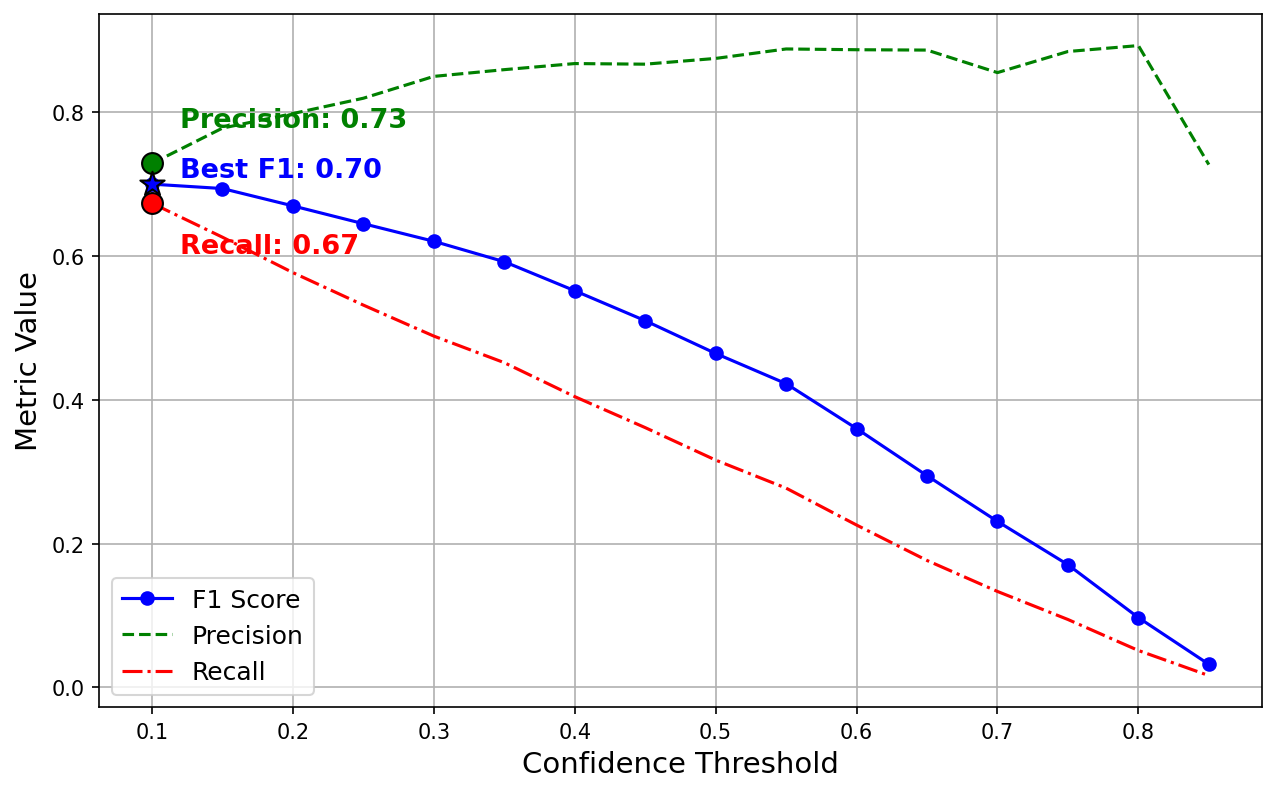 0.8
0.6
0.4
0.2
0.0
Metric Value
Precision: 0.73
Best F1: 0.70
Recall: 0.67
F1 Score
Precision
Recall
0.1 0.2 0.3 0.4 0.5 0.6 0.7 0.8
Confidence Threshold